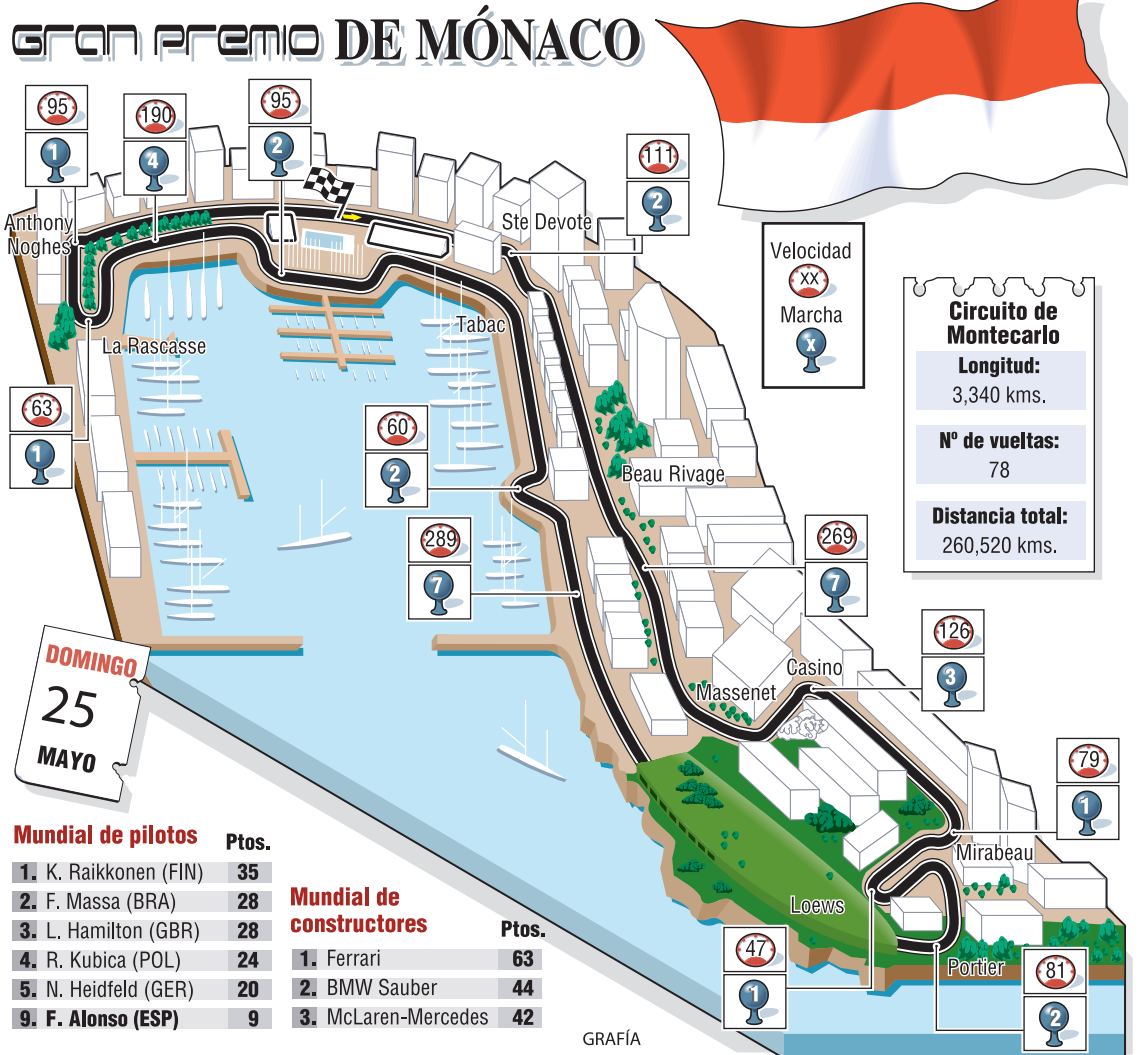 Gran Premio DE MÓNACO
95
1
190
4
95
2
111
2
Anthony
Noghes
Ste Devote
Velocidad
XX
Marcha
X
Circuito de
Montecarlo
Longitud:
3,340 kms.
Nº de vueltas:
78
Distancia total:
260,520 kms.
La Rascasse
Tabac
63
1
60
2
Beau Rivage
289
7
269
7
126
3
Casino
Massenet
79
1
Mirabeau
Loews
Portier
47
1
81
2
DOMINGO
25
MAYO
Mundial de pilotos Ptos.
1. K. Raikkonen (FIN) 35
2. F. Massa (BRA) 28
3. L. Hamilton (GBR) 28
4. R. Kubica (POL) 24
5. N. Heidfeld (GER) 20
9. F. Alonso (ESP) 9
Mundial de
constructores Ptos.
1. Ferrari 63
2. BMW Sauber 44
3. McLaren-Mercedes 42
GRAFÍA